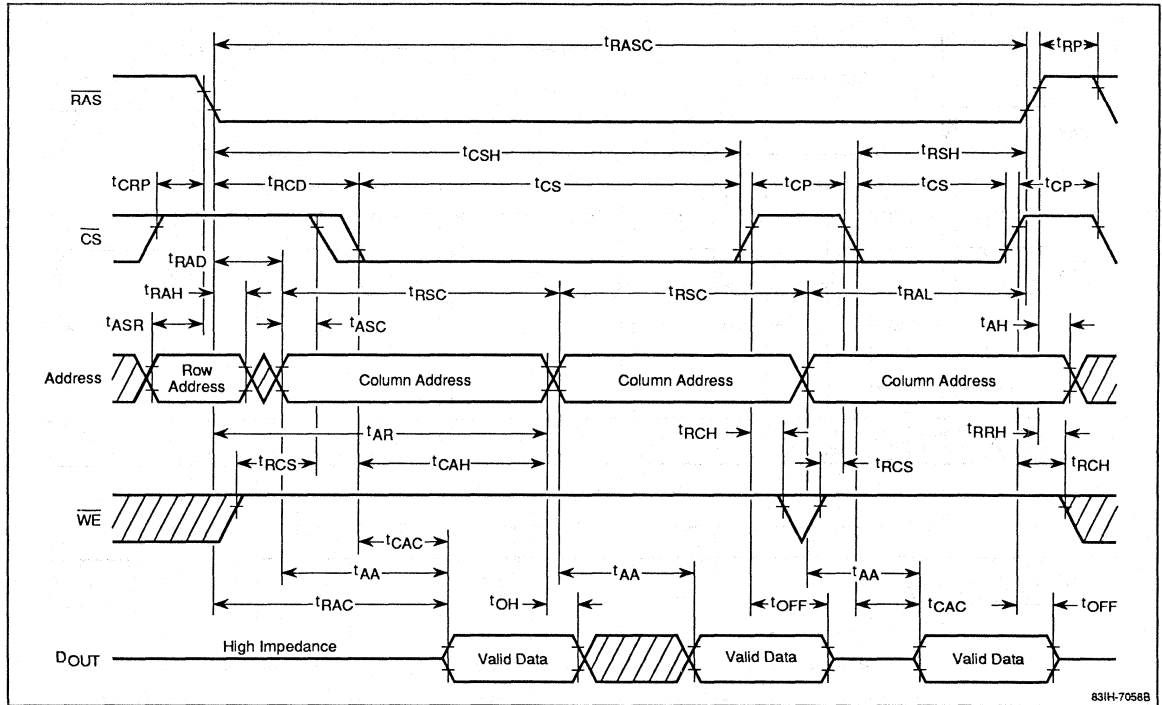 tRASC
tRP
RAS
tCSH
tRSH
tCRP
tRCD
tCS
tCP
tCS
tCP
CS
tRAD
tRAH
tRSC
tRSC
tRAL
tASR
tASC
tAH
Address
Row
Address
Column Address
Column Address
Column Address
tAR
tRCH
tRRH
tRCS
tCAH
tRCS
tRCH
WE
tCAC
tAA
tAA
tAA
tRAC
tOH
tOFF
tCAC
tOFF
High Impedance
DOUT
Valid Data
Valid Data
Valid Data
83IH-7058B